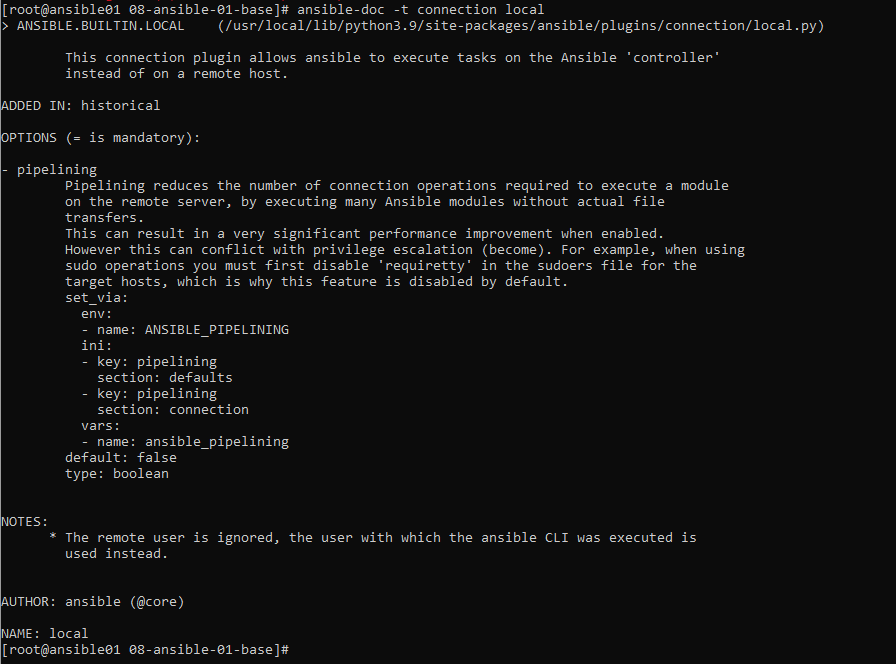 [root@ansible01 08-ansible-01-base]# ansible-doc -t connection local
> ANSIBLE.BUILTIN.LOCAL    (/usr/local/lib/python3.9/site-packages/ansible/plugins/connection/local.py)
This connection plugin allows ansible to execute tasks on the Ansible 'controller'
instead of on a remote host.
ADDED IN: historical
OPTIONS (= is mandatory):
- pipelining
Pipelining reduces the number of connection operations required to execute a module
on the remote server, by executing many Ansible modules without actual file
transfers.
This can result in a very significant performance improvement when enabled.
However this can conflict with privilege escalation (become). For example, when using
sudo operations you must first disable 'requiretty' in the sudoers file for the
target hosts, which is why this feature is disabled by default.
set_via:
env:
- name: ANSIBLE_PIPELINING
ini:
- key: pipelining
section: defaults
- key: pipelining
section: connection
vars:
- name: ansible_pipelining
default: false
type: boolean
NOTES:
* The remote user is ignored, the user with which the ansible CLI was executed is
used instead.
AUTHOR: ansible (@core)
NAME: local
[root@ansible01 08-ansible-01-base]#